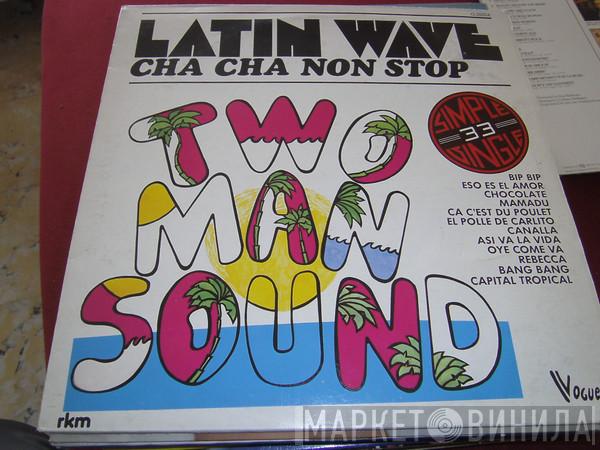 LATIN WAVE
CHA CHA NON STOP
TWO
MAN
SOUND
SIMPLE
33
SINGLE
BIP BIP
ESO ES EL AMOR
CHOCOLATE
MAMADU
CA C'EST DU POULET
EL POLLE DE CARLITO
CANALLA
ASI VA LA VIDA
OYE COME VA
REBECCA
BANG BANG
CAPITAL TROPICAL
rkm
Vogue
МАРКЕТ ВИНИЛА